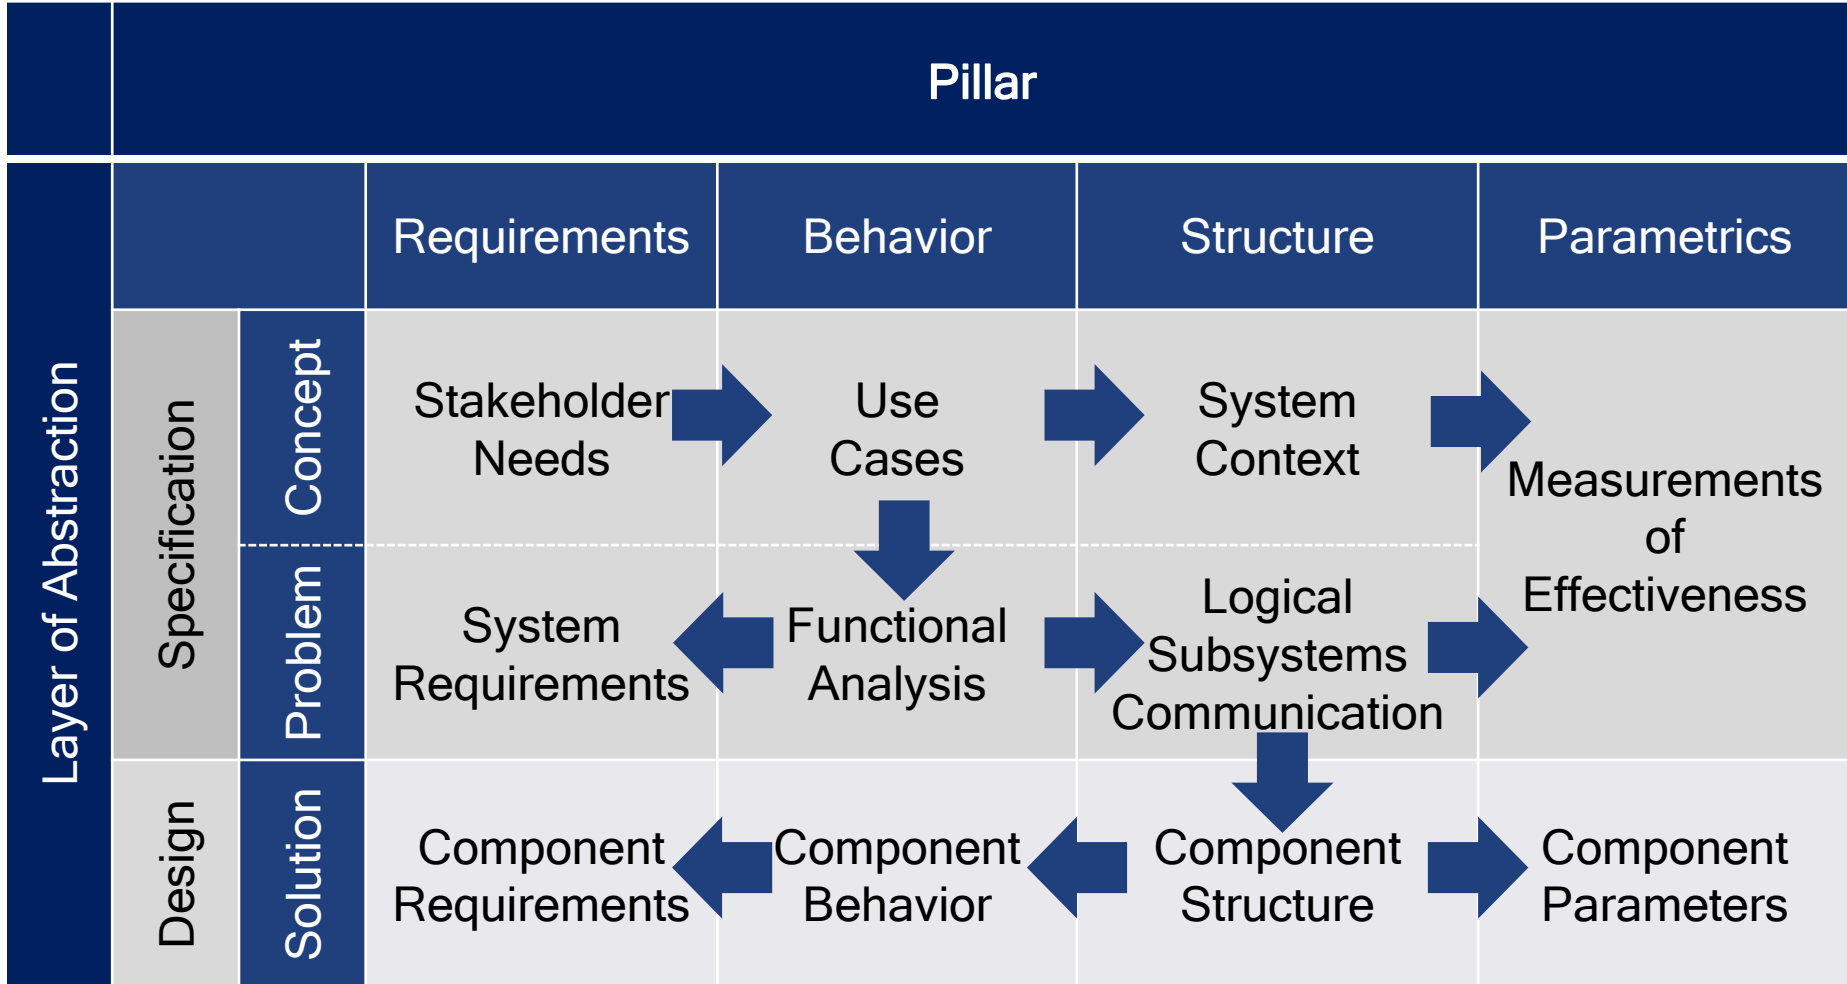 Pillar
Layer of Abstraction
Requirements
Behavior
Structure
Parametrics
Specification
Concept
Stakeholder
Needs
Use
Cases
System
Context
Measurements
of
Effectiveness
Problem
System
Requirements
Functional
Analysis
Logical
Subsystems
Communication
Design
Solution
Component
Requirements
Component
Behavior
Component
Structure
Component
Parameters